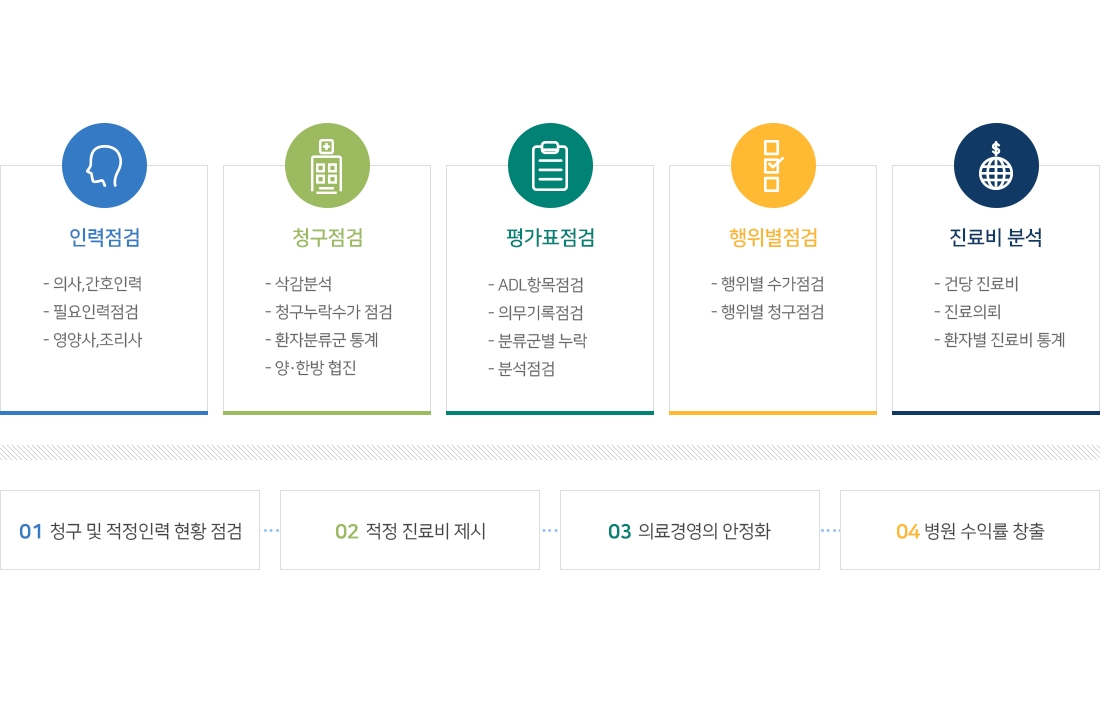 인력점검
- 의사,간호인력
- 필요인력점검
- 영양사,조리사
청구점검
- 삭감분석
- 청구누락수가 점검
- 환자분류군 통계
- 양·한방 협진
평가표점검
- ADL항목점검
- 의무기록점검
- 분류군별 누락
- 분석점검
행위별점검
- 행위별 수가점검
- 행위별 청구점검
$
진료비 분석
- 건당 진료비
- 진료의뢰
- 환자별 진료비 통계
01 청구 및 적정인력 현황 점검
02 적정 진료비 제시
03 의료경영의 안정화
04 병원 수익률 창출